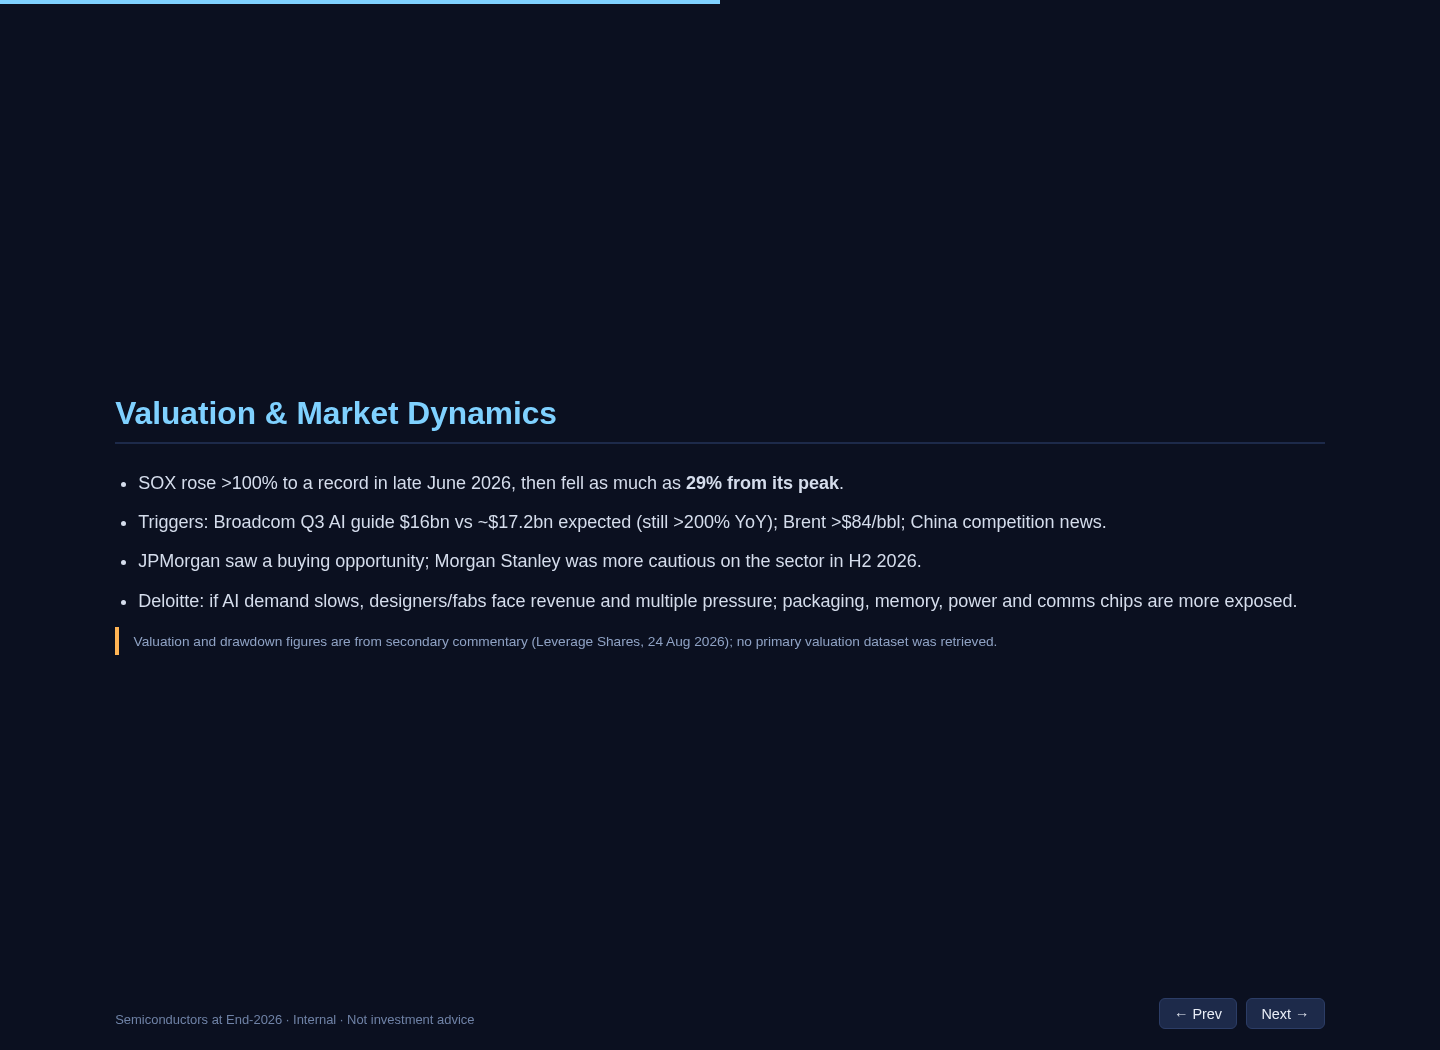 Valuation & Market Dynamics
• SOX rose >100% to a record in late June 2026, then fell as much as 29% from its peak.
• Triggers: Broadcom Q3 AI guide $16bn vs ~$17.2bn expected (still >200% YoY); Brent >$84/bbl; China competition news.
• JPMorgan saw a buying opportunity; Morgan Stanley was more cautious on the sector in H2 2026.
• Deloitte: if AI demand slows, designers/fabs face revenue and multiple pressure; packaging, memory, power and comms chips are more exposed.
Valuation and drawdown figures are from secondary commentary (Leverage Shares, 24 Aug 2026); no primary valuation dataset was retrieved.
Semiconductors at End-2026 · Internal · Not investment advice
← Prev
Next →